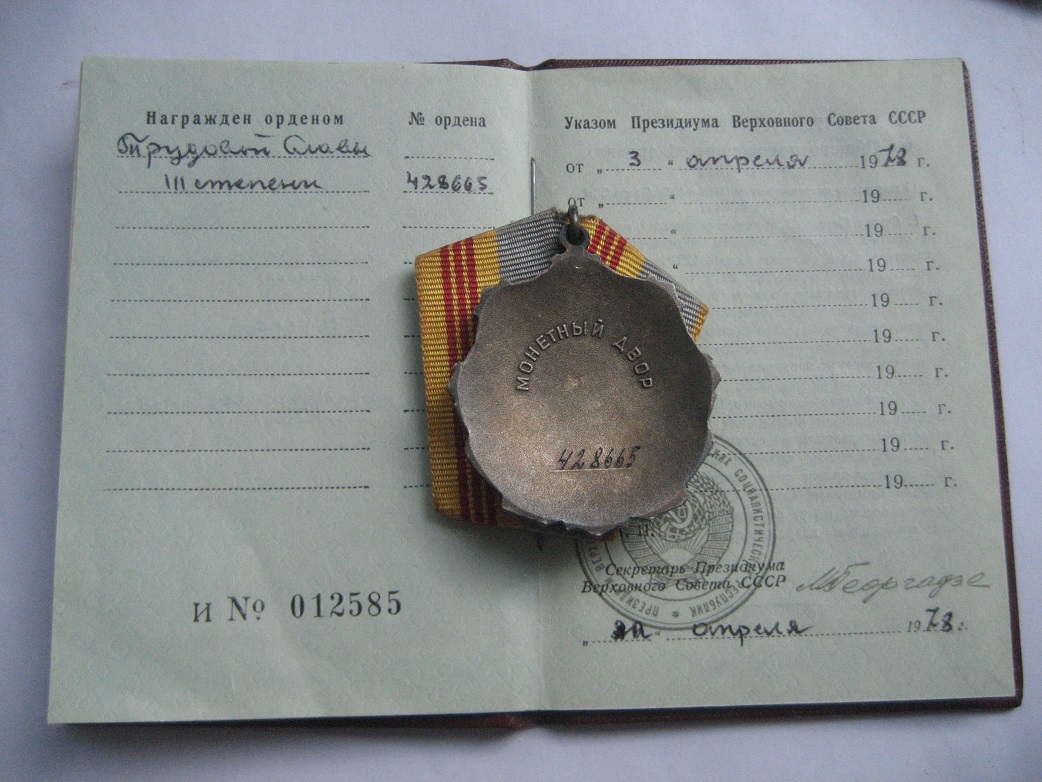 Награжден орденом
№ ордена
Трудовой Славы
III степени
428665
И № 012585
Указом Президиума Верховного Совета СССР
от „ 3 “ апреля 1978 г.
от „ “ 19 г.
“ 19 г.
“ 19 г.
19 г.
19 г.
19 г.
19 г.
19 г.
19 г.
МОНЕТНЫЙ ДВОР
428665
Секретарь Президиума
Верховного Совета СССР
МГеоргадзе
„ “ апреля 1978 г.